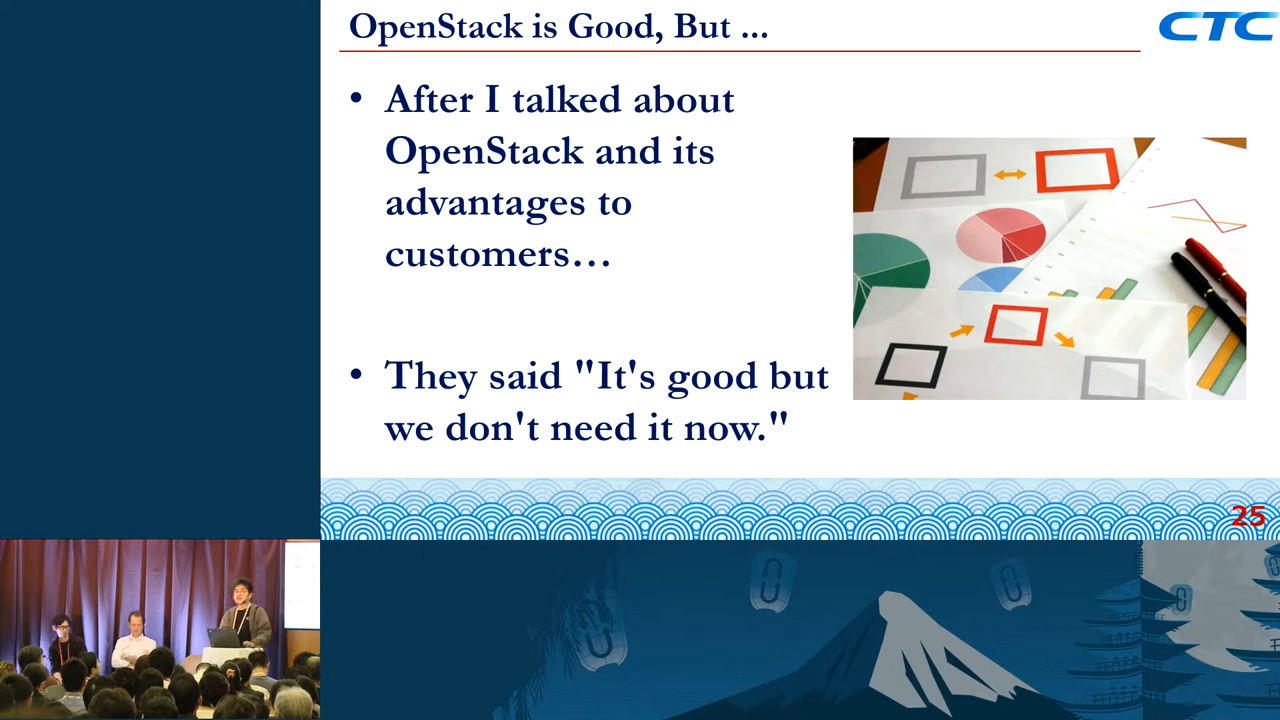 OpenStack is Good, But ...
CTC
• After I talked about
OpenStack and its
advantages to
customers…
• They said "It's good but
we don't need it now."
25